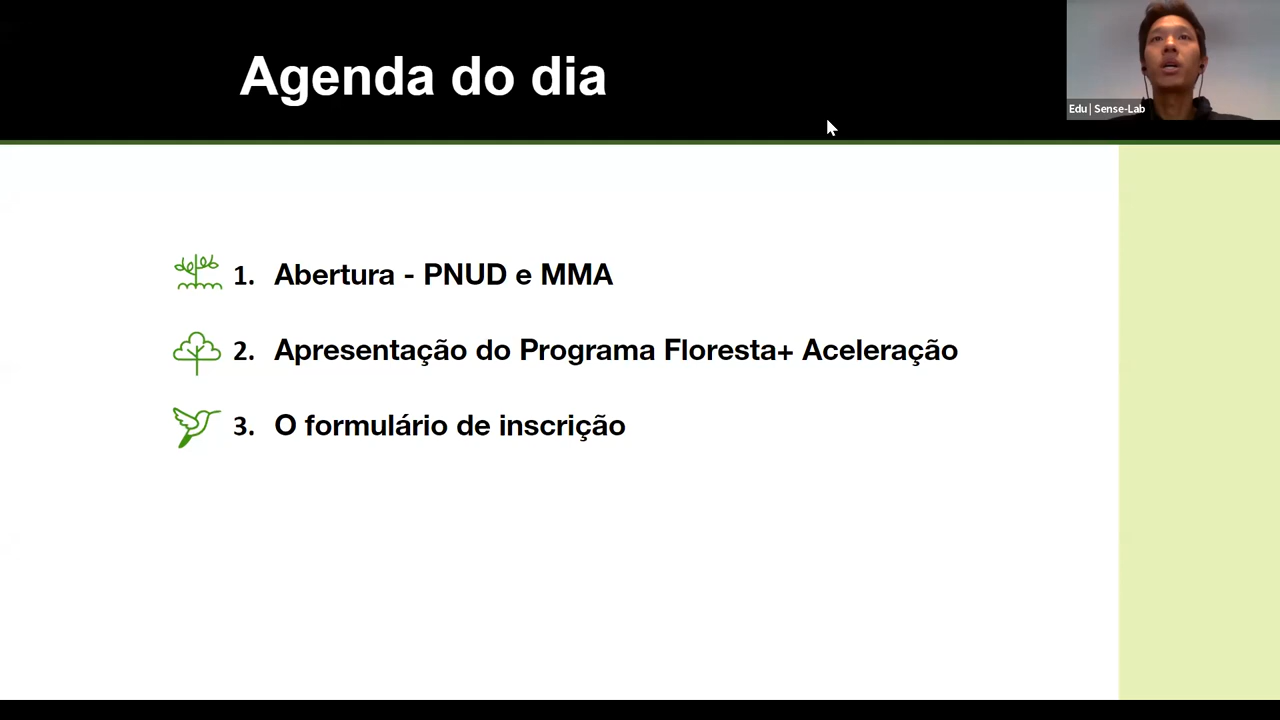 Agenda do dia
Edu | Sense-Lab
1. Abertura - PNUD e MMA
2. Apresentação do Programa Floresta+ Aceleração
3. O formulário de inscrição